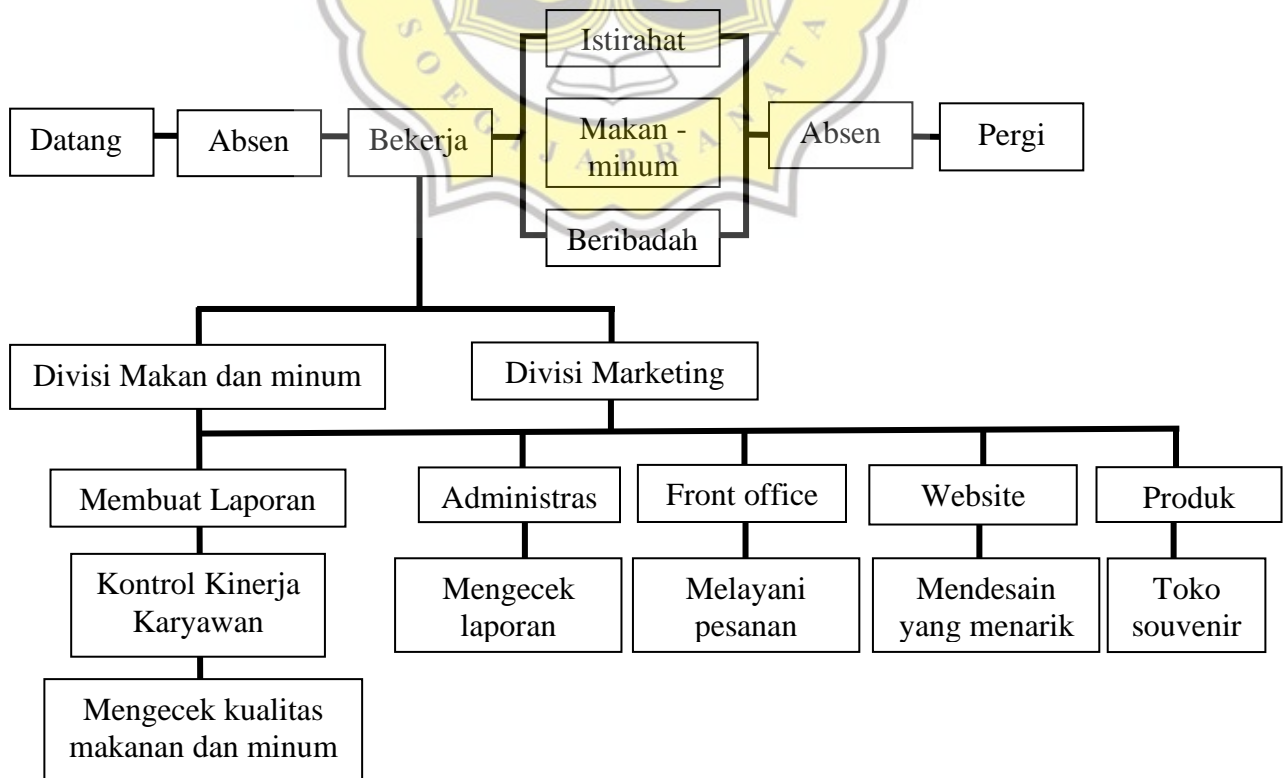 SOEGIJAPRANATA
Istirahat
Datang
Absen
Bekerja
Makan -
minum
Absen
Pergi
Beribadah
Divisi Makan dan minum
Divisi Marketing
Membuat Laporan
Administras
Front office
Website
Produk
Kontrol Kinerja
Karyawan
Mengecek
laporan
Melayani
pesanan
Mendesain
yang menarik
Toko
souvenir
Mengecek kualitas
makanan dan minum